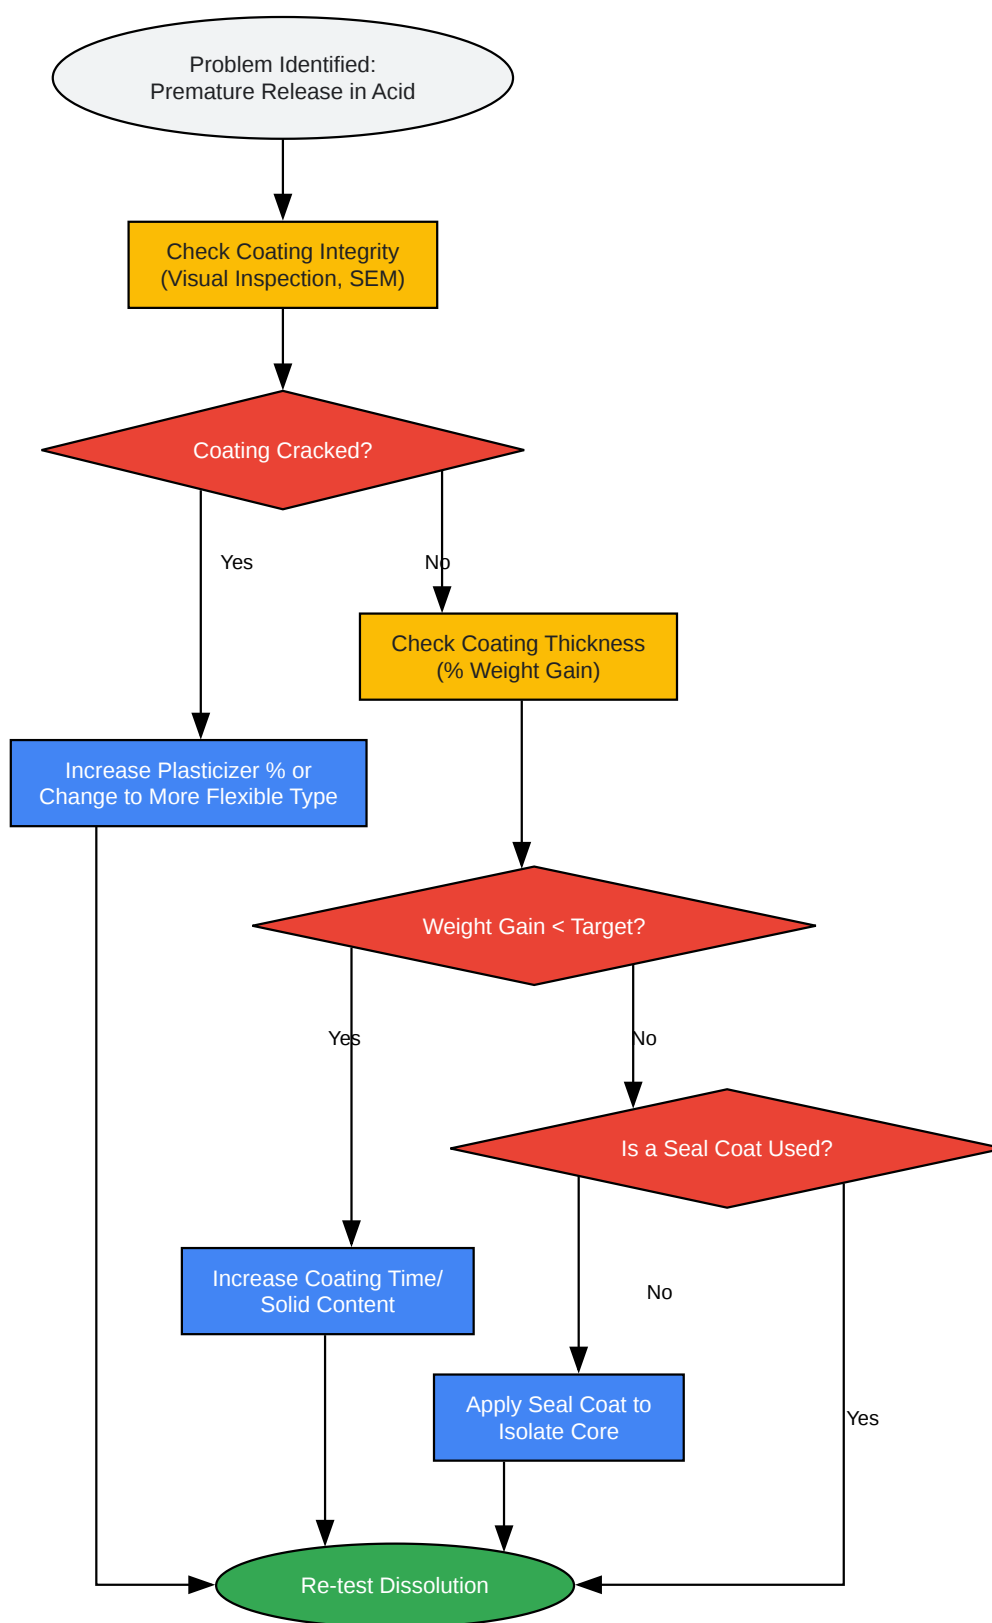 Problem Identified:
Premature Release in Acid
Check Coating Integrity
(Visual Inspection, SEM)
Coating Cracked?
Yes
No
Check Coating Thickness
(% Weight Gain)
Increase Plasticizer % or
Change to More Flexible Type
Weight Gain < Target?
Yes
No
Is a Seal Coat Used?
Increase Coating Time/
Solid Content
No
Apply Seal Coat to
Isolate Core
Yes
Re-test Dissolution